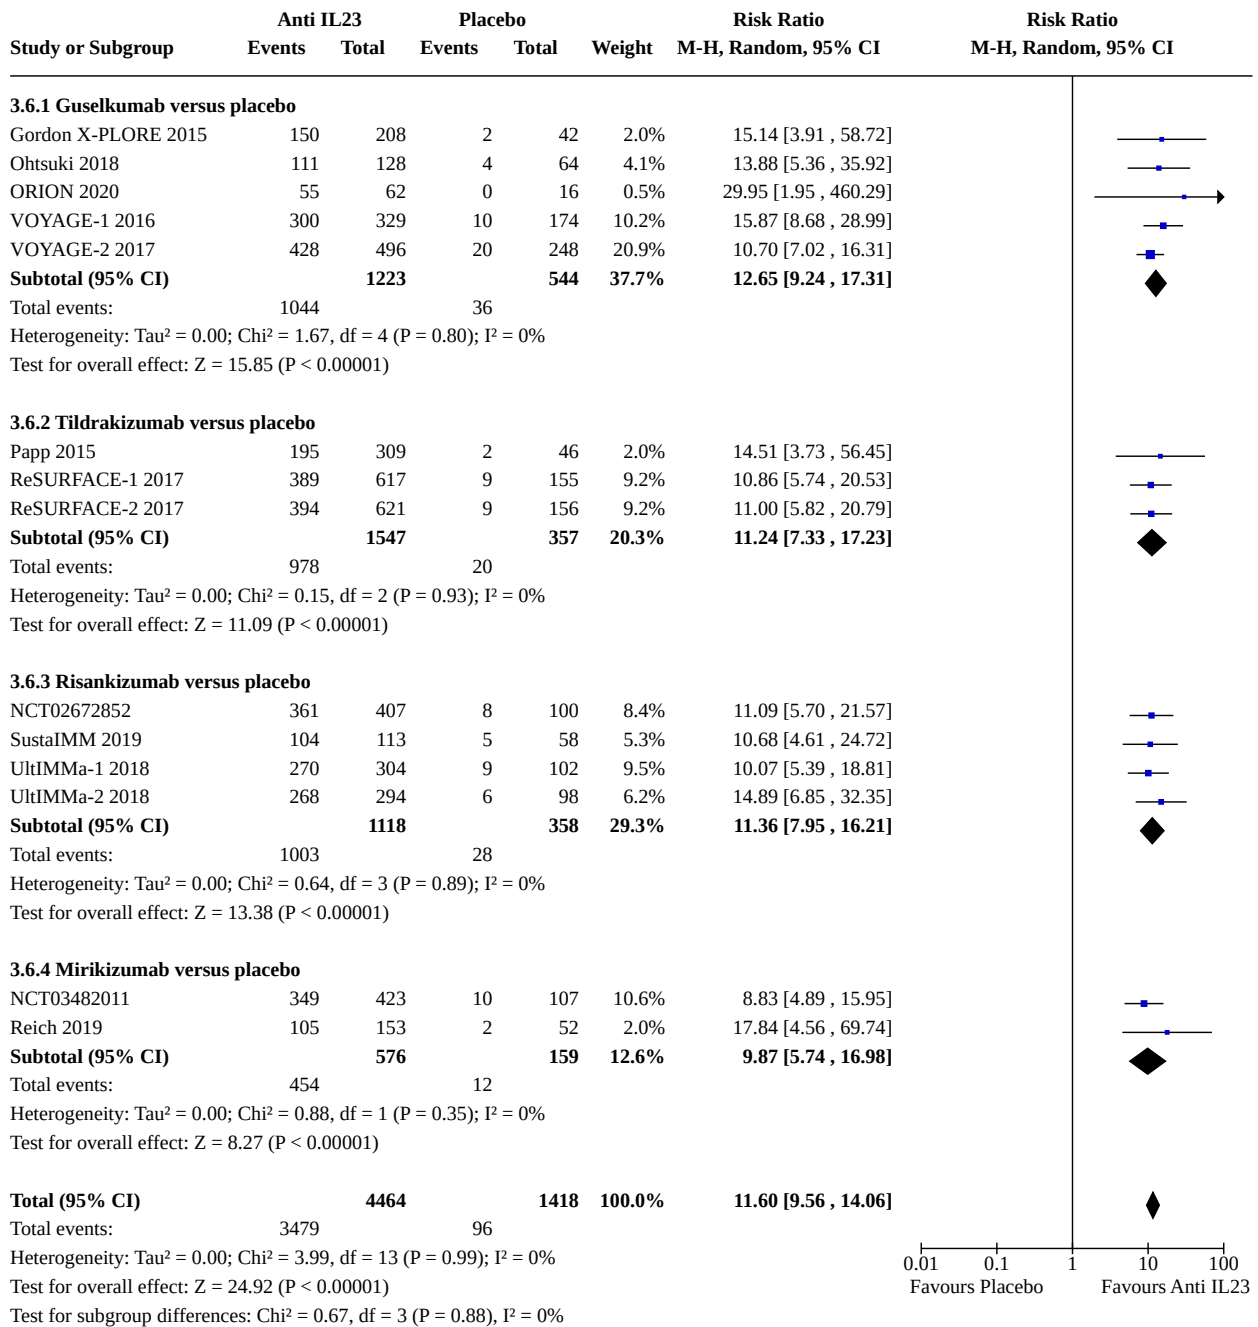 Anti IL23 Placebo Risk Ratio Risk Ratio
Study or Subgroup Events Total Events Total Weight M-H, Random, 95% CI M-H, Random, 95% CI
3.6.1 Guselkumab versus placebo
Gordon X-PLORE 2015 150 208 2 42 2.0% 15.14 [3.91 , 58.72]
Ohtsuki 2018 111 128 4 64 4.1% 13.88 [5.36 , 35.92]
ORION 2020 55 62 0 16 0.5% 29.95 [1.95 , 460.29]
VOYAGE-1 2016 300 329 10 174 10.2% 15.87 [8.68 , 28.99]
VOYAGE-2 2017 428 496 20 248 20.9% 10.70 [7.02 , 16.31]
Subtotal (95% CI) 1223 544 37.7% 12.65 [9.24 , 17.31]
Total events: 1044 36
Heterogeneity: Tau² = 0.00; Chi² = 1.67, df = 4 (P = 0.80); I² = 0%
Test for overall effect: Z = 15.85 (P < 0.00001)
3.6.2 Tildrakizumab versus placebo
Papp 2015 195 309 2 46 2.0% 14.51 [3.73 , 56.45]
ReSURFACE-1 2017 389 617 9 155 9.2% 10.86 [5.74 , 20.53]
ReSURFACE-2 2017 394 621 9 156 9.2% 11.00 [5.82 , 20.79]
Subtotal (95% CI) 1547 357 20.3% 11.24 [7.33 , 17.23]
Total events: 978 20
Heterogeneity: Tau² = 0.00; Chi² = 0.15, df = 2 (P = 0.93); I² = 0%
Test for overall effect: Z = 11.09 (P < 0.00001)
3.6.3 Risankizumab versus placebo
NCT02672852 361 407 8 100 8.4% 11.09 [5.70 , 21.57]
SustaIMM 2019 104 113 5 58 5.3% 10.68 [4.61 , 24.72]
UltIMMa-1 2018 270 304 9 102 9.5% 10.07 [5.39 , 18.81]
UltIMMa-2 2018 268 294 6 98 6.2% 14.89 [6.85 , 32.35]
Subtotal (95% CI) 1118 358 29.3% 11.36 [7.95 , 16.21]
Total events: 1003 28
Heterogeneity: Tau² = 0.00; Chi² = 0.64, df = 3 (P = 0.89); I² = 0%
Test for overall effect: Z = 13.38 (P < 0.00001)
3.6.4 Mirikizumab versus placebo
NCT03482011 349 423 10 107 10.6% 8.83 [4.89 , 15.95]
Reich 2019 105 153 2 52 2.0% 17.84 [4.56 , 69.74]
Subtotal (95% CI) 576 159 12.6% 9.87 [5.74 , 16.98]
Total events: 454 12
Heterogeneity: Tau² = 0.00; Chi² = 0.88, df = 1 (P = 0.35); I² = 0%
Test for overall effect: Z = 8.27 (P < 0.00001)
Total (95% CI) 4464 1418 100.0% 11.60 [9.56 , 14.06]
Total events: 3479 96
Heterogeneity: Tau² = 0.00; Chi² = 3.99, df = 13 (P = 0.99); I² = 0%
0.01 0.1 1 10 100
Test for overall effect: Z = 24.92 (P < 0.00001) Favours Placebo Favours Anti IL23
Test for subgroup differences: Chi² = 0.67, df = 3 (P = 0.88), I² = 0%